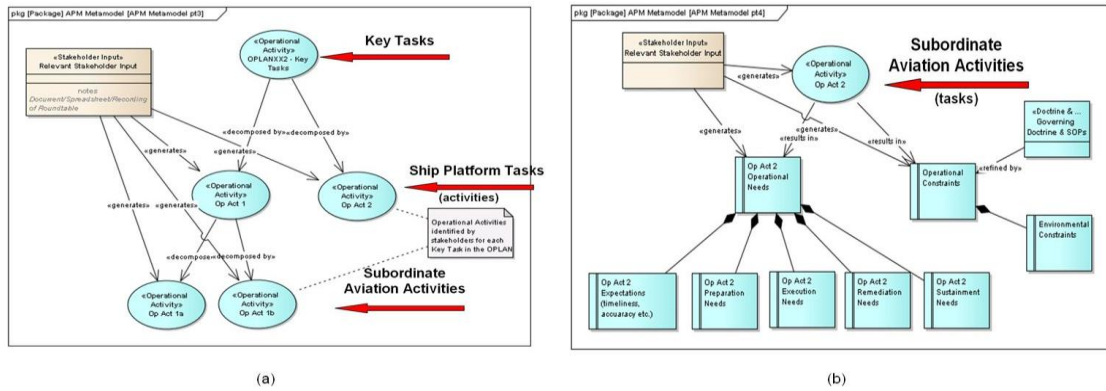 pkg [Package] APM Metamodel [APM Metamodel pt3]
«Stakeholder Input»
Relevant Stakeholder Input
notes
Document/Spreadsheet/Recording
of Roundtable
«Operational
Activity»
OPLANXX2 - Key
Tasks
Key Tasks
«decomposed by»
«decomposed by»
«generates»
«generates»
«Operational
Activity»
Op Act 1
«Operational
Activity»
Op Act 2
Ship Platform Tasks
(activities)
«generates»
«generates»
Operational Activities
identified by
stakeholders for each
Key Task in the OPLAN
«decomposed by»
Subordinate
Aviation Activities
«Operational
Activity»
Op Act 1a
«Operational
Activity»
Op Act 1b
(a)
pkg [Package] APM Metamodel [APM Metamodel pt4]
«Stakeholder Input»
Relevant Stakeholder Input
«generates»
«Operational
Activity»
Op Act 2
Subordinate
Aviation Activities
(tasks)
«generates»
«generates»
«results in»
«results in»
«Doctrine & ...
Governing
Doctrine & SOPs
«refined by»
Op Act 2
Operational
Needs
Operational
Constraints
Environmental
Constraints
Op Act 2
Expectations
(timeliness,
accuaracy etc.)
Op Act 2
Preparation
Needs
Op Act 2
Execution
Needs
Op Act 2
Remediation
Needs
Op Act 2
Sustainment
Needs
(b)